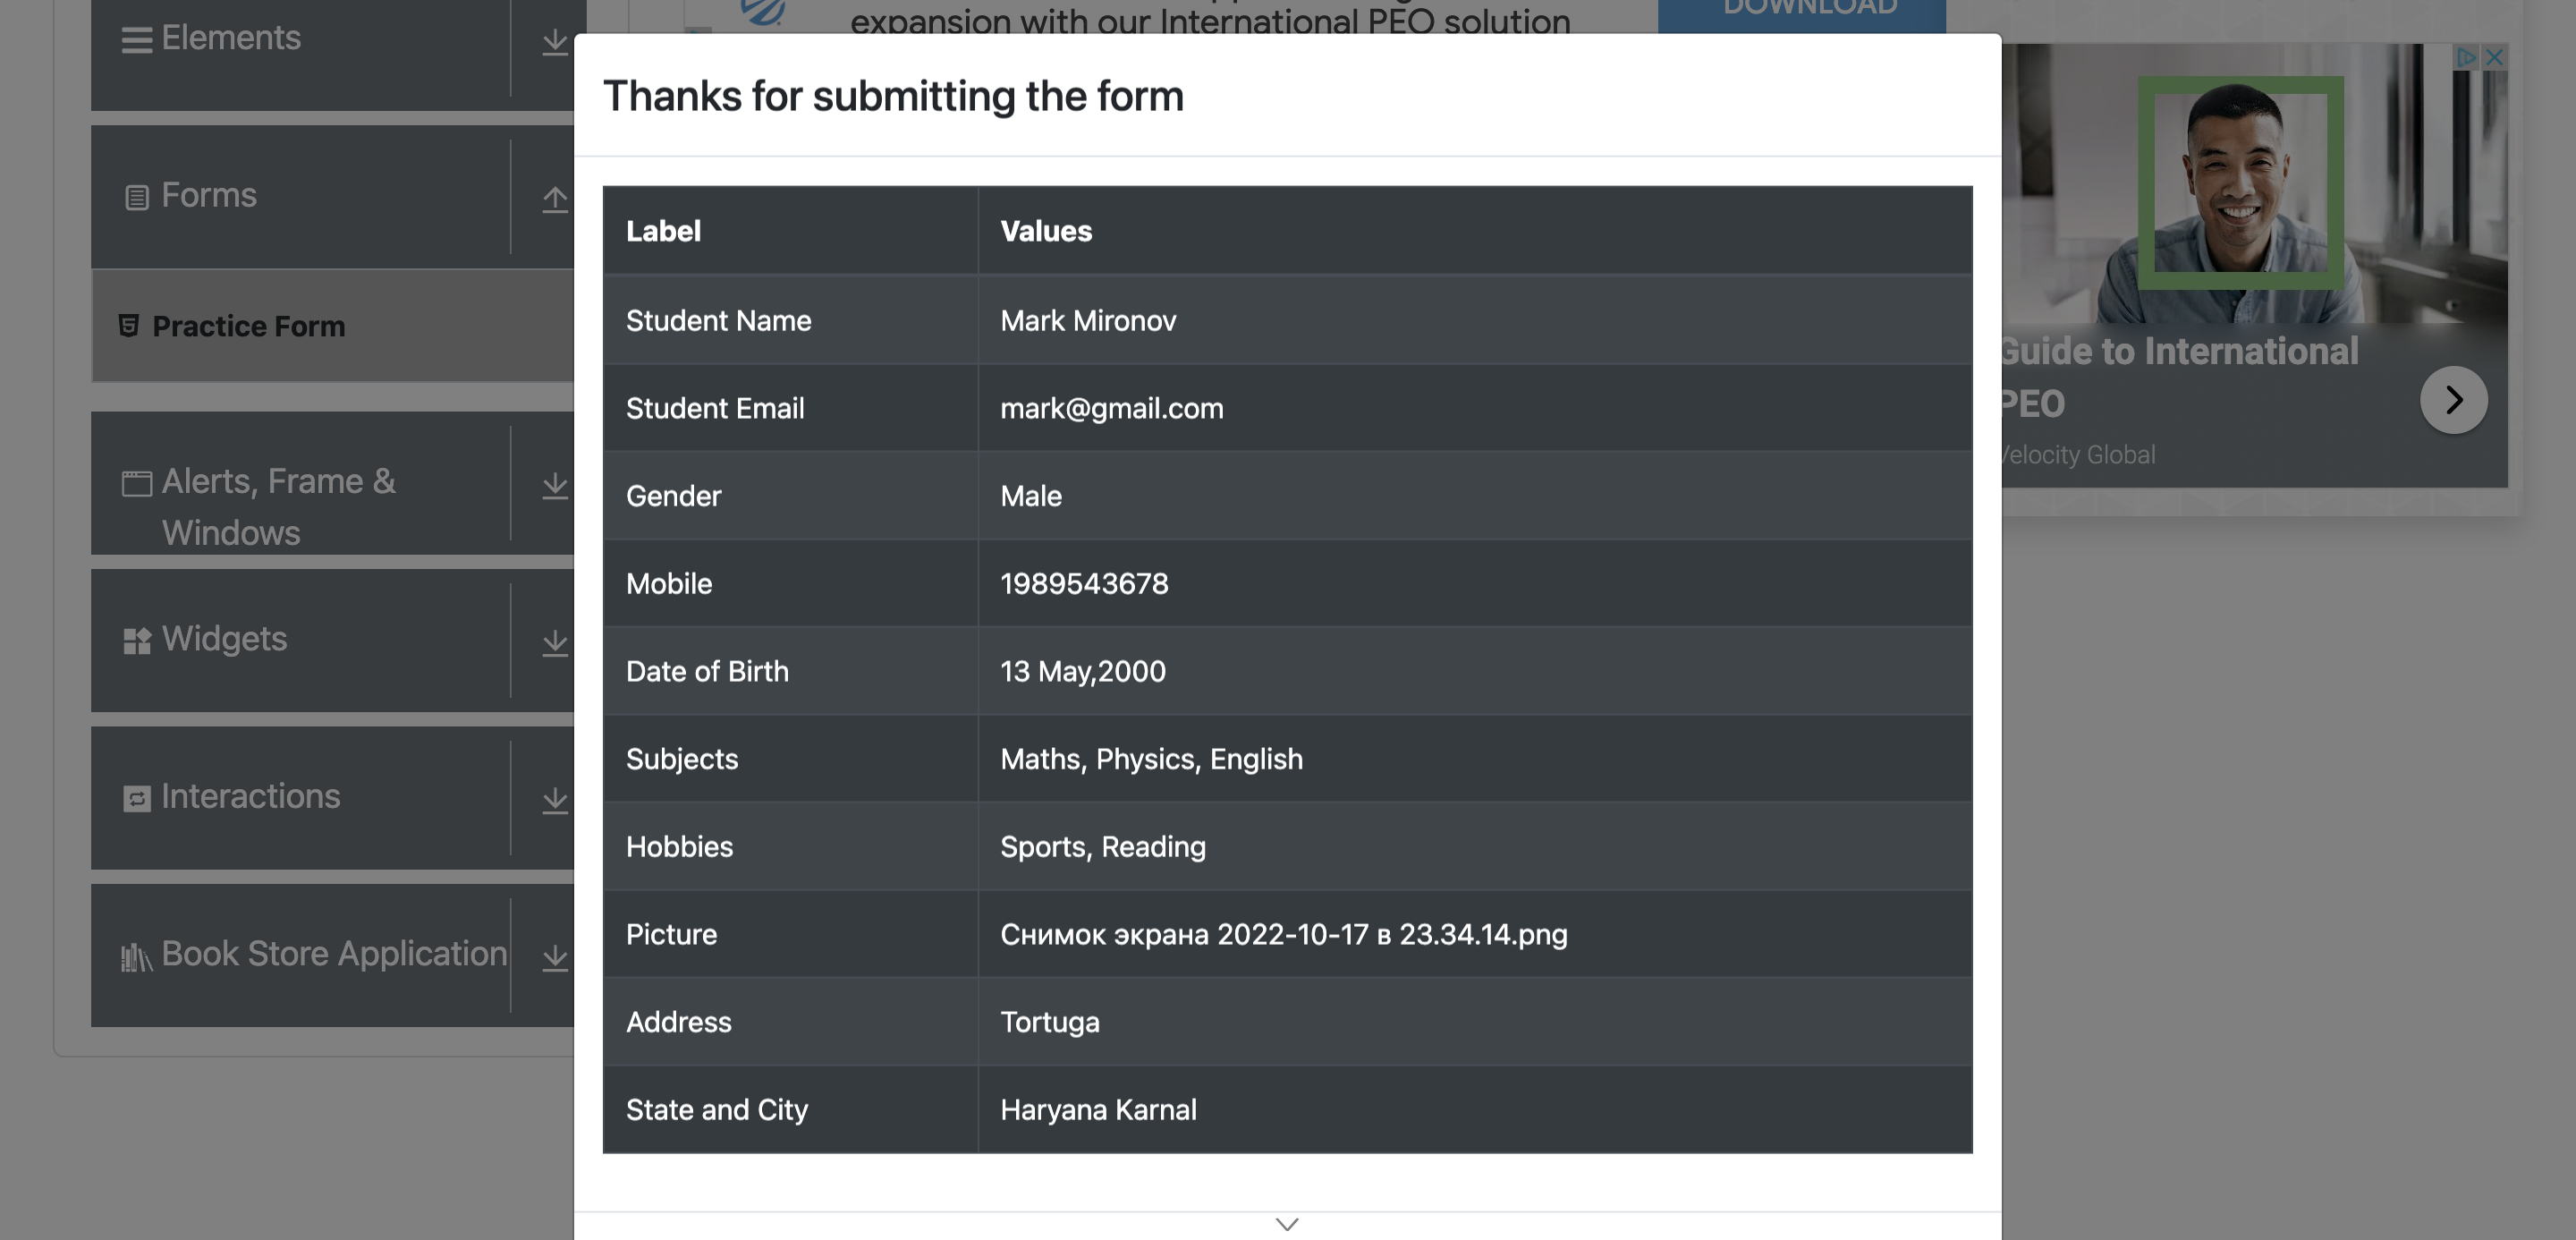 Elements
Forms
Practice Form
Alerts, Frame &
Windows
Widgets
Interactions
Book Store Application
expansion with our International PEO solution
DOWNLOAD
Thanks for submitting the form
Label Values
Student Name Mark Mironov
Student Email mark@gmail.com
Gender Male
Mobile 1989543678
Date of Birth 13 May,2000
Subjects Maths, Physics, English
Hobbies Sports, Reading
Picture Снимок экрана 2022-10-17 в 23.34.14.png
Address Tortuga
State and City Haryana Karnal
Guide to International
PEO
Velocity Global